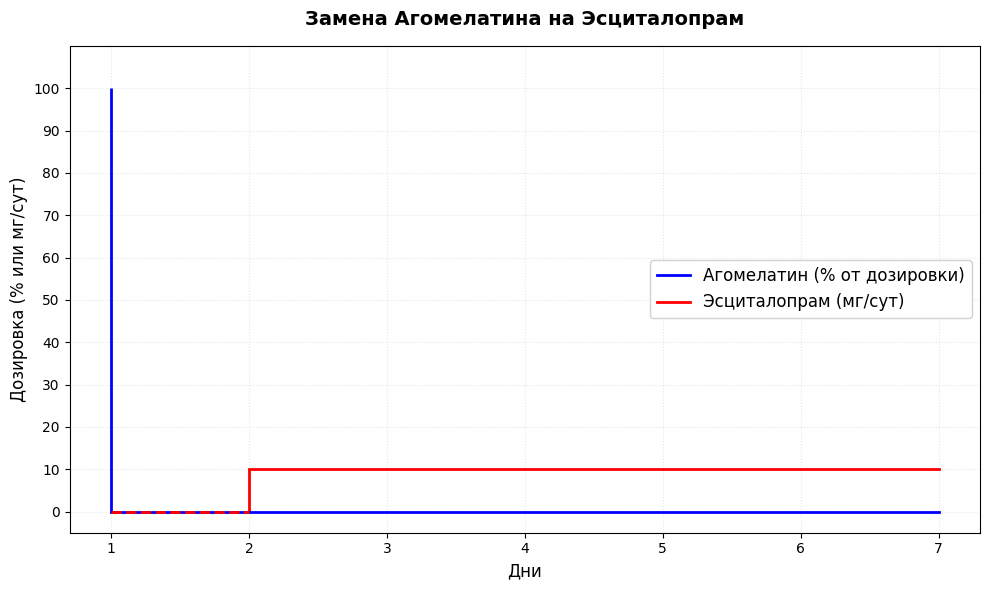 Замена Агомелатина на Эсциталопрам
Дозировка (% или мг/сут)
100
90
80
70
60
50
40
30
20
10
0
Агомелатин (% от дозировки)
Эсциталопрам (мг/сут)
1 2 3 4 5 6 7
Дни